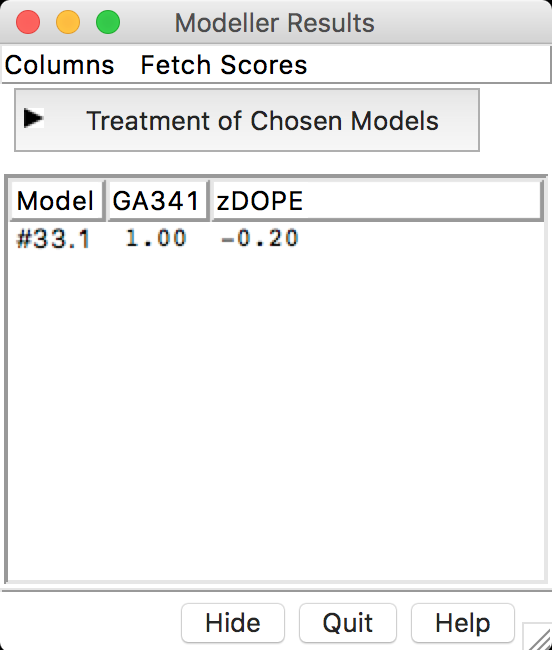 Modeller Results
Columns Fetch Scores
Treatment of Chosen Models
Model GA341 zDOPE
#33.1 1.00 -0.20
Hide Quit Help